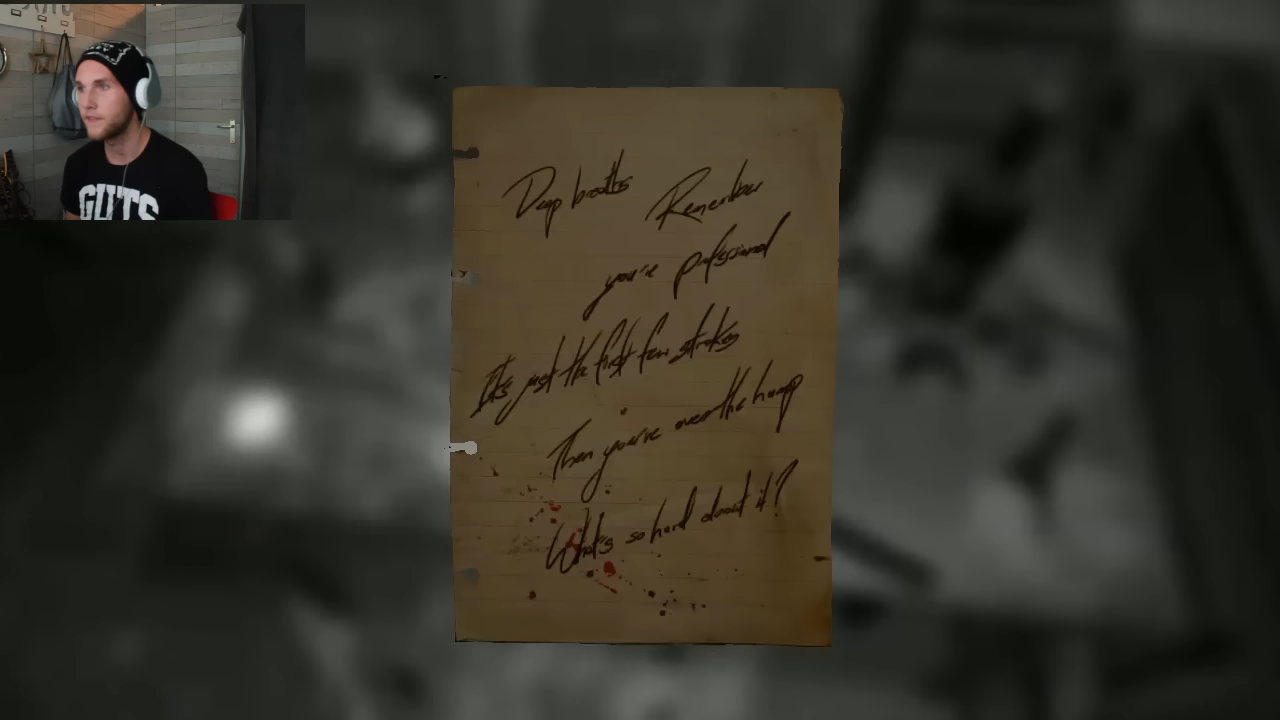 GUTS
Deep breaths Remember
you're professional
It's just the first few strokes
Then you're over the hump
What's so hard about it?